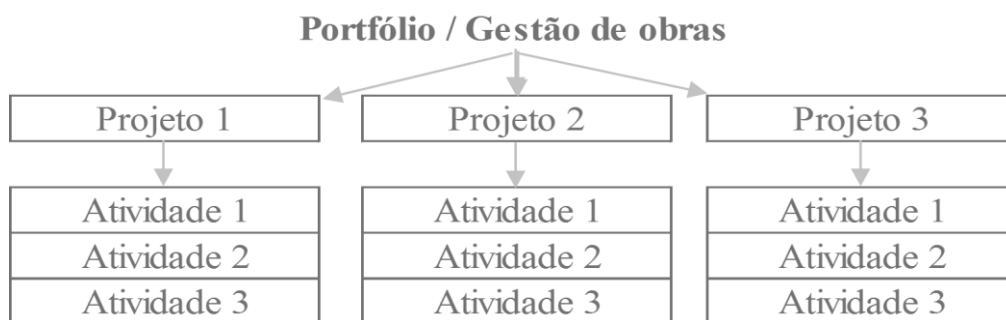 Portfólio / Gestão de obras
Projeto 1
Projeto 2
Projeto 3
Atividade 1
Atividade 1
Atividade 1
Atividade 2
Atividade 2
Atividade 2
Atividade 3
Atividade 3
Atividade 3